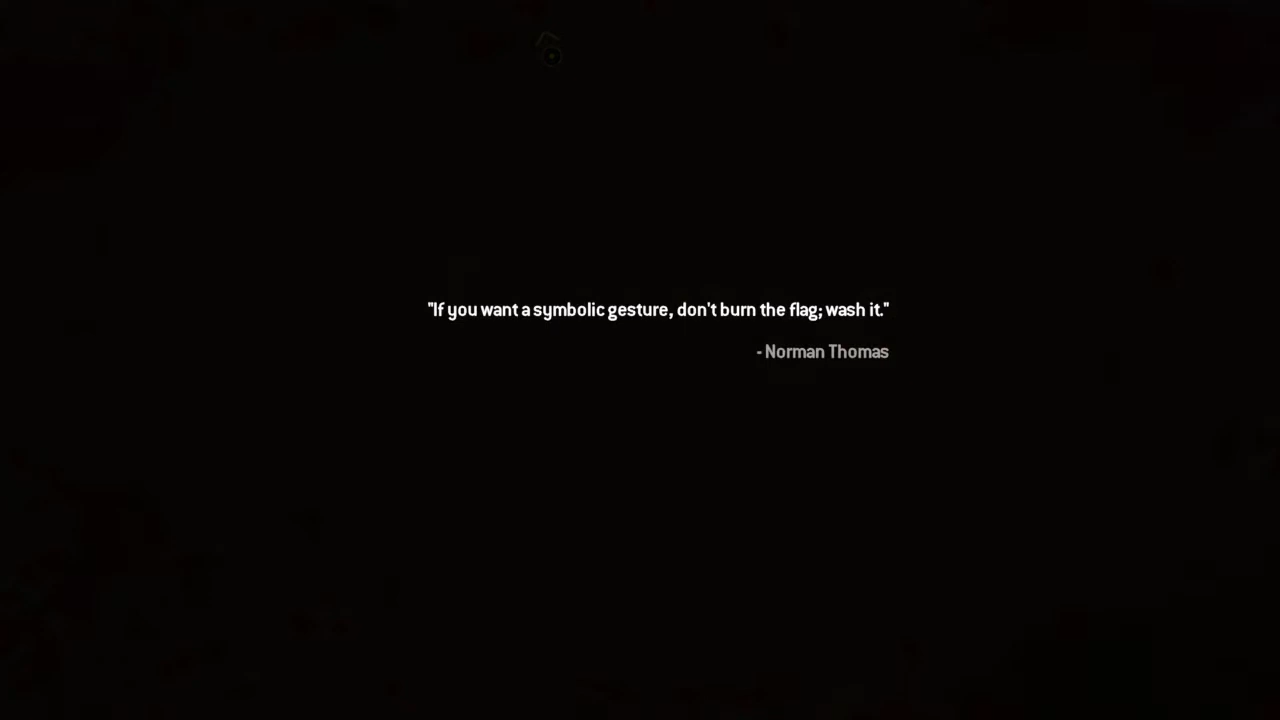 "If you want a symbolic gesture, don't burn the flag; wash it."
- Norman Thomas